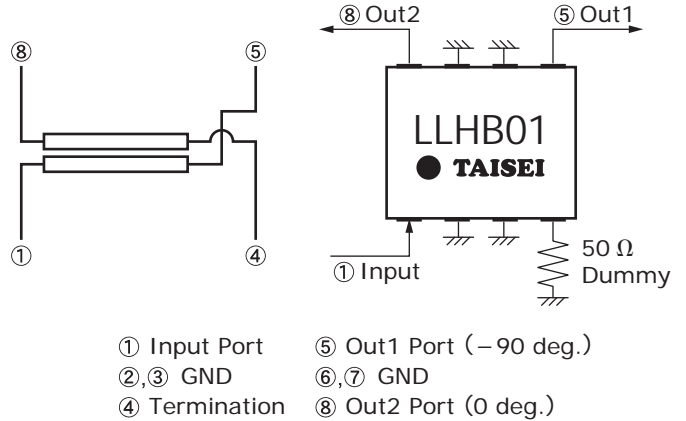 ⑧ Out2
⑤ Out1
⑧
⑤
LLHB01
TAISEI
①
④
① Input
50 Ω
Dummy
① Input Port
⑤ Out1 Port (−90 deg.)
②,③ GND
⑥,⑦ GND
④ Termination
⑧ Out2 Port (0 deg.)